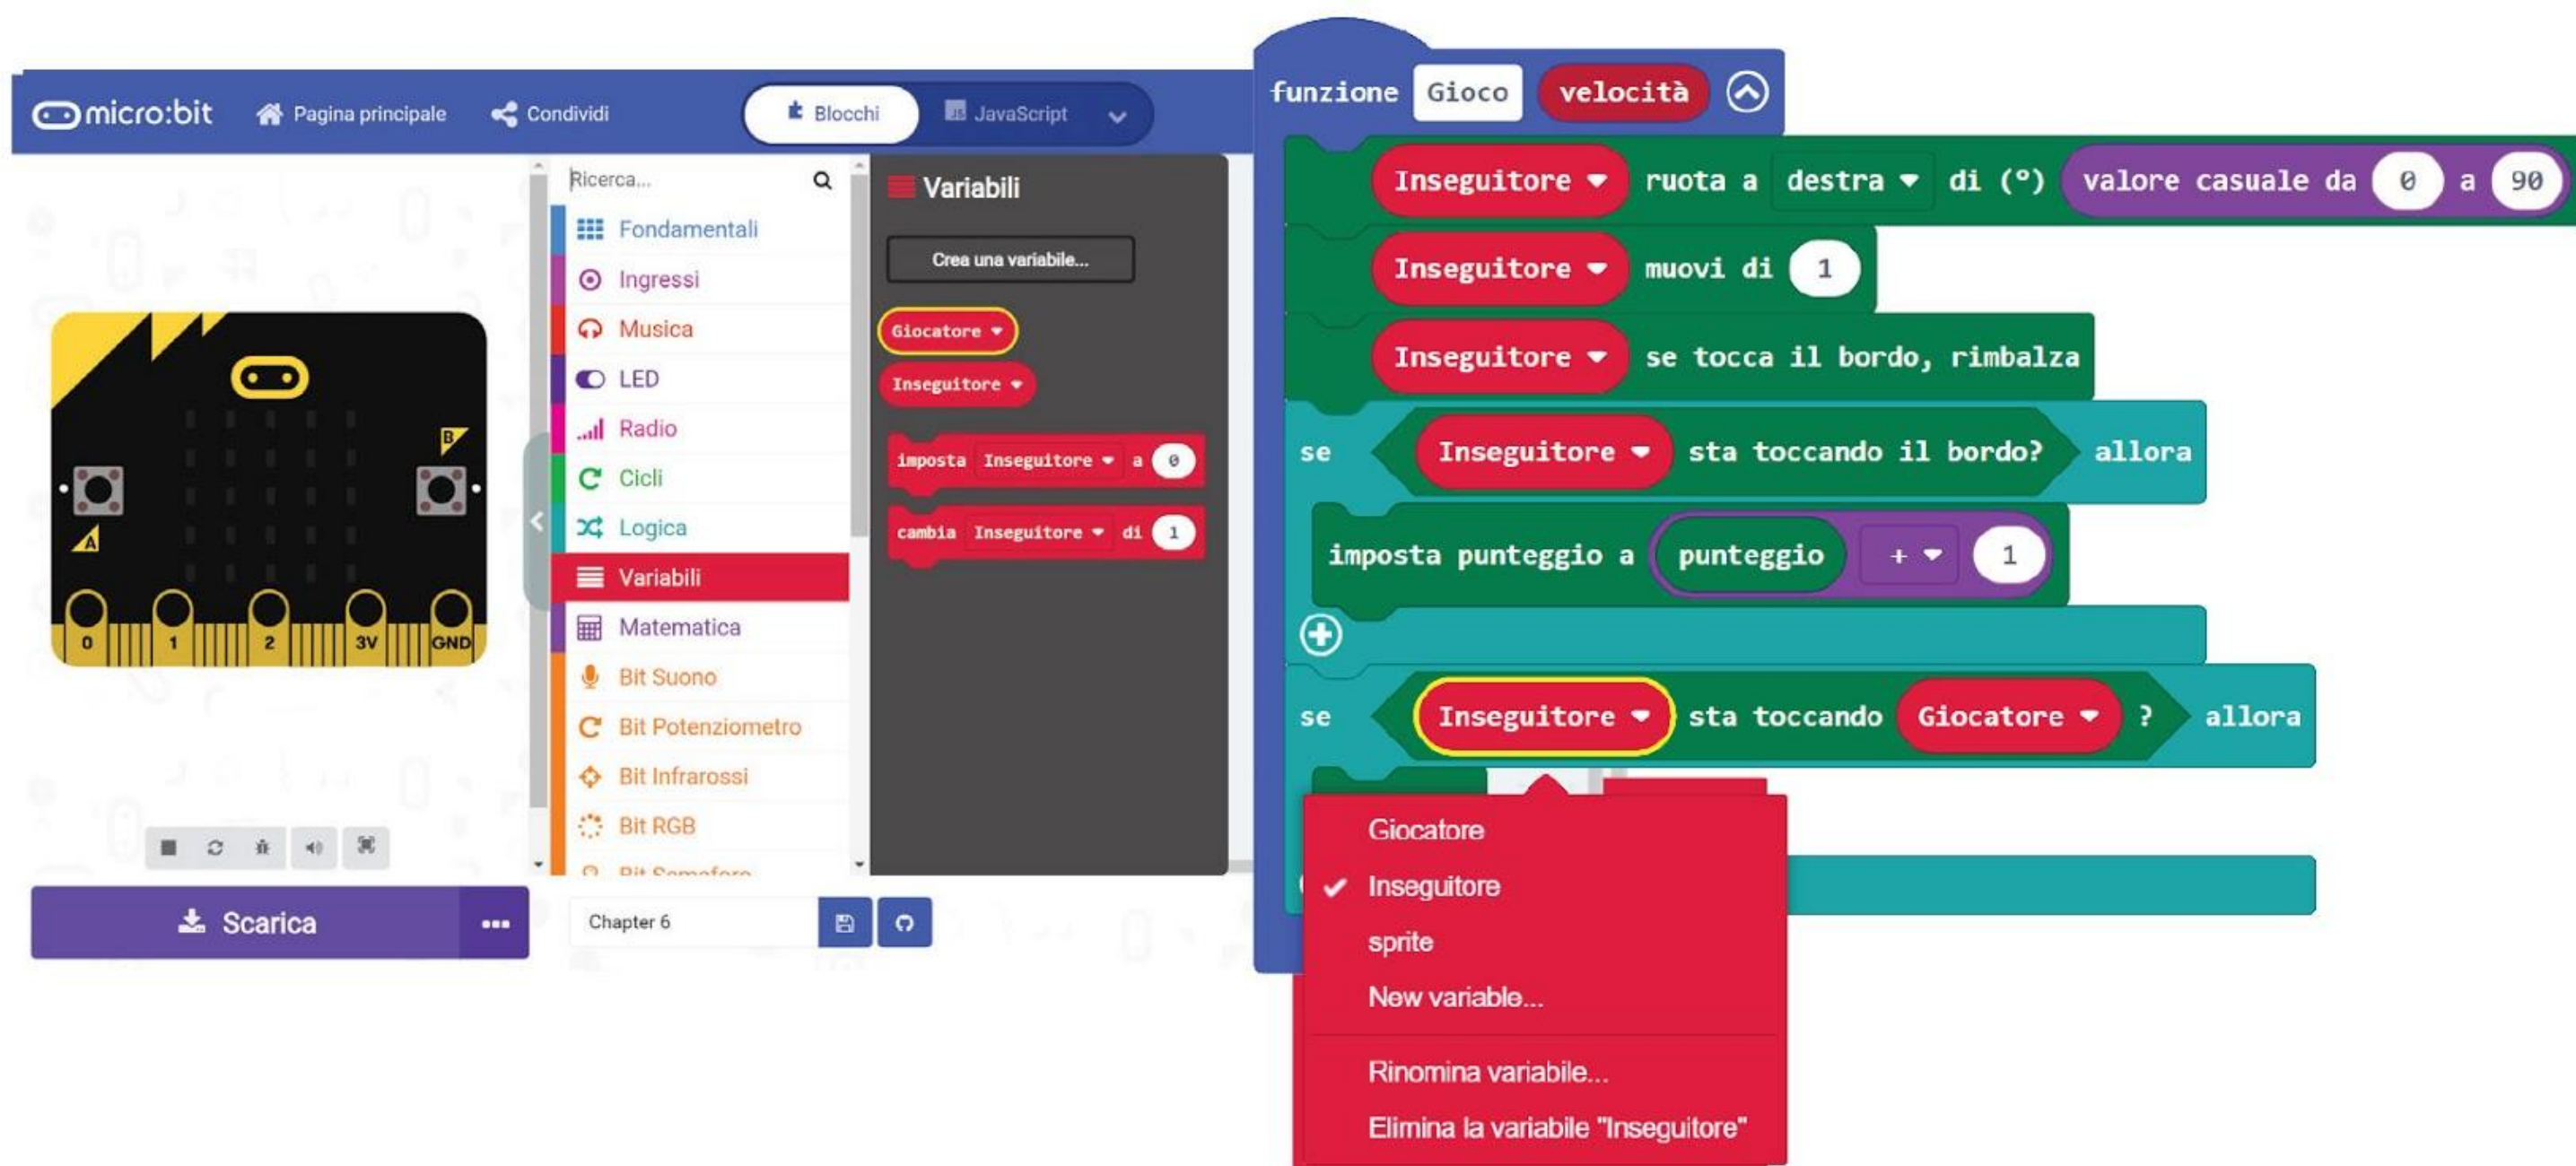 micro:bit Pagina principale Condividi Blocchi JavaScript
Ricerca...
Fondamentali
Ingressi
Musica
LED
Radio
Cicli
Logica
Variabili
Matematica
Bit Suono
Bit Potenziometro
Bit Infrarossi
Bit RGB
Variabili
Crea una variabile...
Giocatore
Inseguitore
imposta Inseguitore a 0
cambia Inseguitore di 1
B
A
0 1 2 3V GND
Scarica ...
Chapter 6
funzione Gioco velocità
Inseguitore ruota a destra di (°) valore casuale da 0 a 90
Inseguitore muovi di 1
Inseguitore se tocca il bordo, rimbalza
se Inseguitore sta toccando il bordo? allora
imposta punteggio a punteggio + 1
se Inseguitore sta toccando Giocatore ? allora
Giocatore
Inseguitore
sprite
New variable...
Rinomina variabile...
Elimina la variabile "Inseguitore"